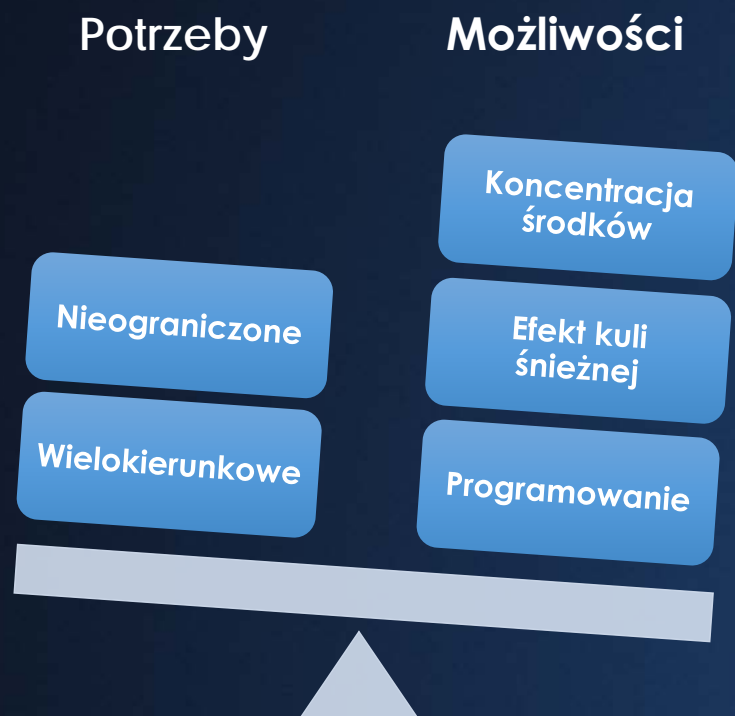 Potrzeby
Możliwości
Koncentracja
środków
Nieograniczone
Efekt kuli
śnieżnej
Wielokierunkowe
Programowanie